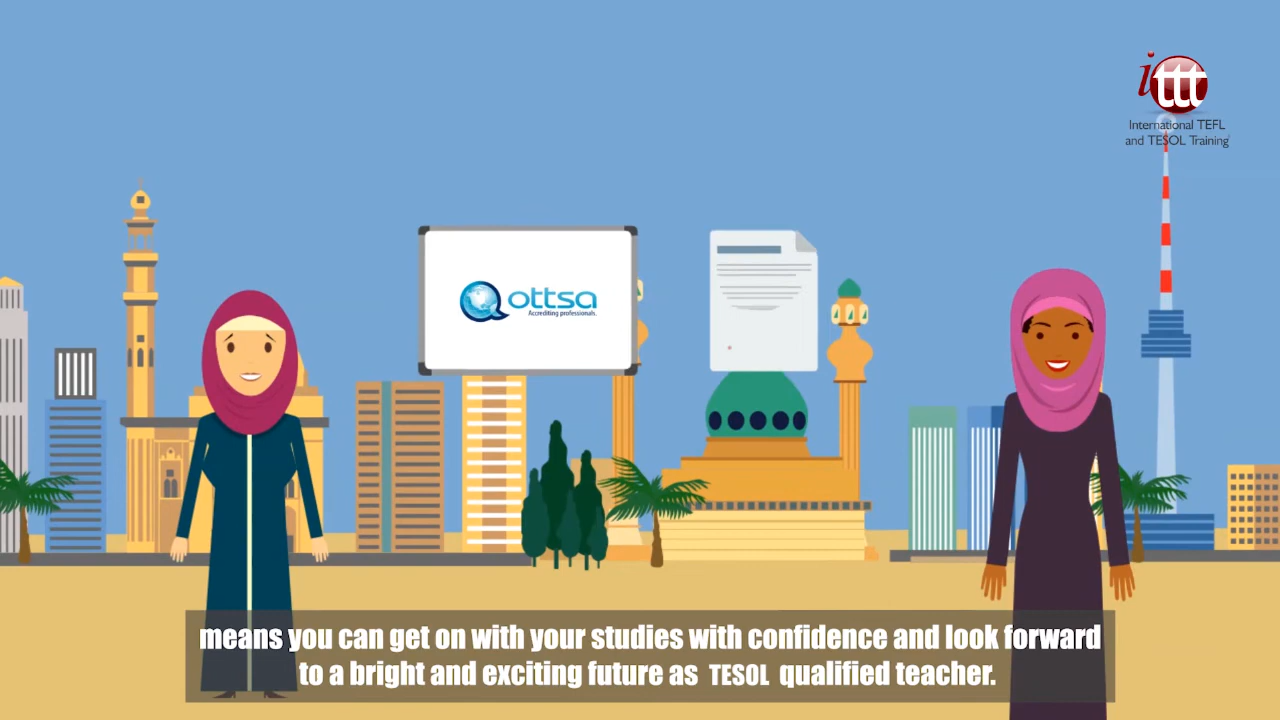 ittt
International TEFL
and TESOL Training
ottsa
Accrediting professionals.
means you can get on with your studies with confidence and look forward
to a bright and exciting future as TESOL qualified teacher.